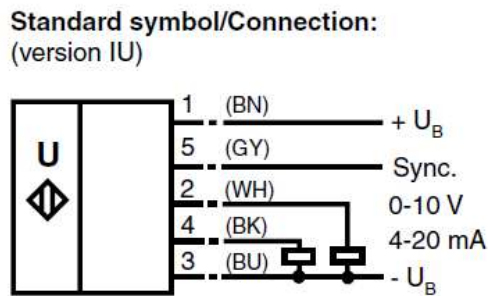 Standard symbol/Connection:
(version IU)
U
1 (BN) + U_B
5 (GY) Sync.
2 (WH) 0-10 V
4 (BK) 4-20 mA
3 (BU) - U_B